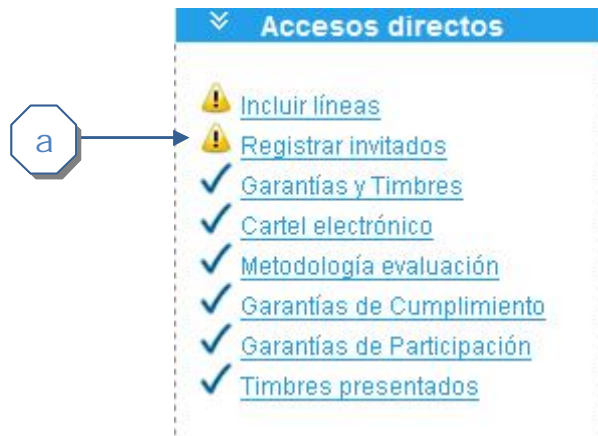 Accesos directos
Incluir líneas
a
Registrar invitados
Garantías y Timbres
Cartel electrónico
Metodología evaluación
Garantías de Cumplimiento
Garantías de Participación
Timbres presentados